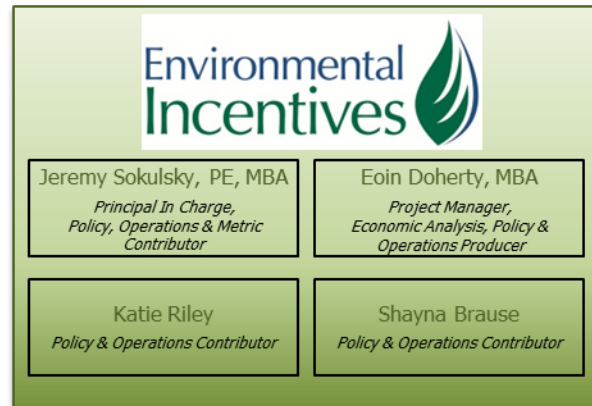 Environmental
Incentives
Jeremy Sokulsky, PE, MBA
Principal In Charge,
Policy, Operations & Metric
Contributor
Eoin Doherty, MBA
Project Manager,
Economic Analysis, Policy &
Operations Producer
Katie Riley
Policy & Operations Contributor
Shayna Brause
Policy & Operations Contributor